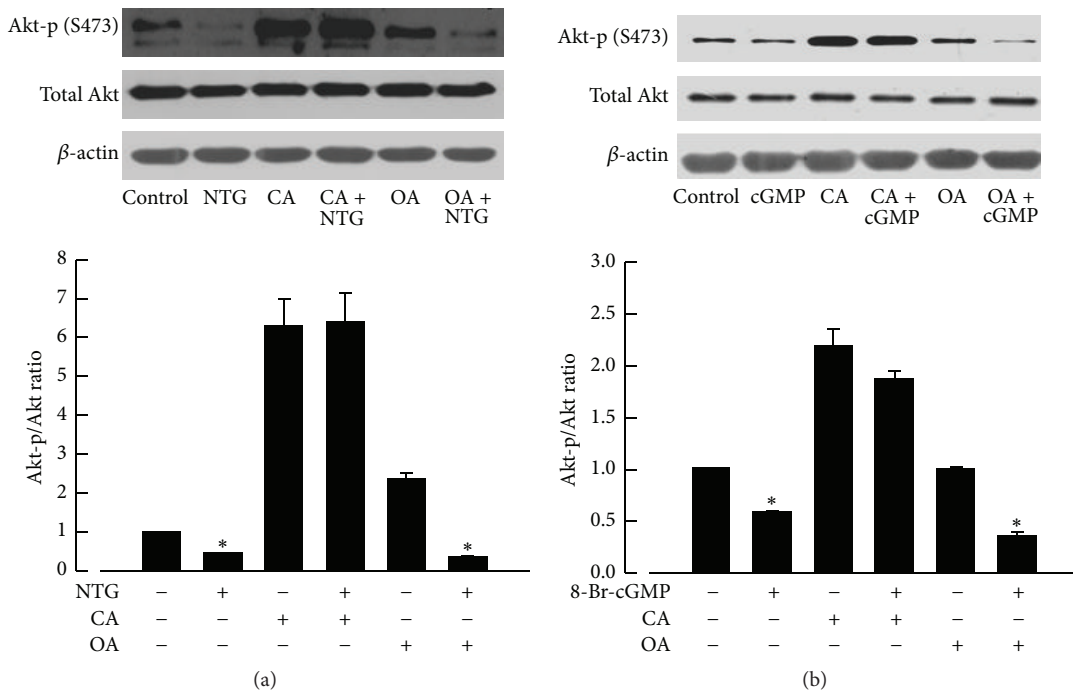 Akt-p (S473)
Total Akt
β-actin
Control NTG CA CA + NTG OA OA + NTG
8
7
6
5
4
3
2
1
0
Akt-p/Akt ratio
*
*
NTG − + − + − +
CA − − + + − −
OA − − − − + +
(a)
Akt-p (S473)
Total Akt
β-actin
Control cGMP CA CA + cGMP OA OA + cGMP
3.0
2.5
2.0
1.5
1.0
0.5
0.0
Akt-p/Akt ratio
*
*
8-Br-cGMP − + − + − +
CA − − + + − −
OA − − − − + +
(b)